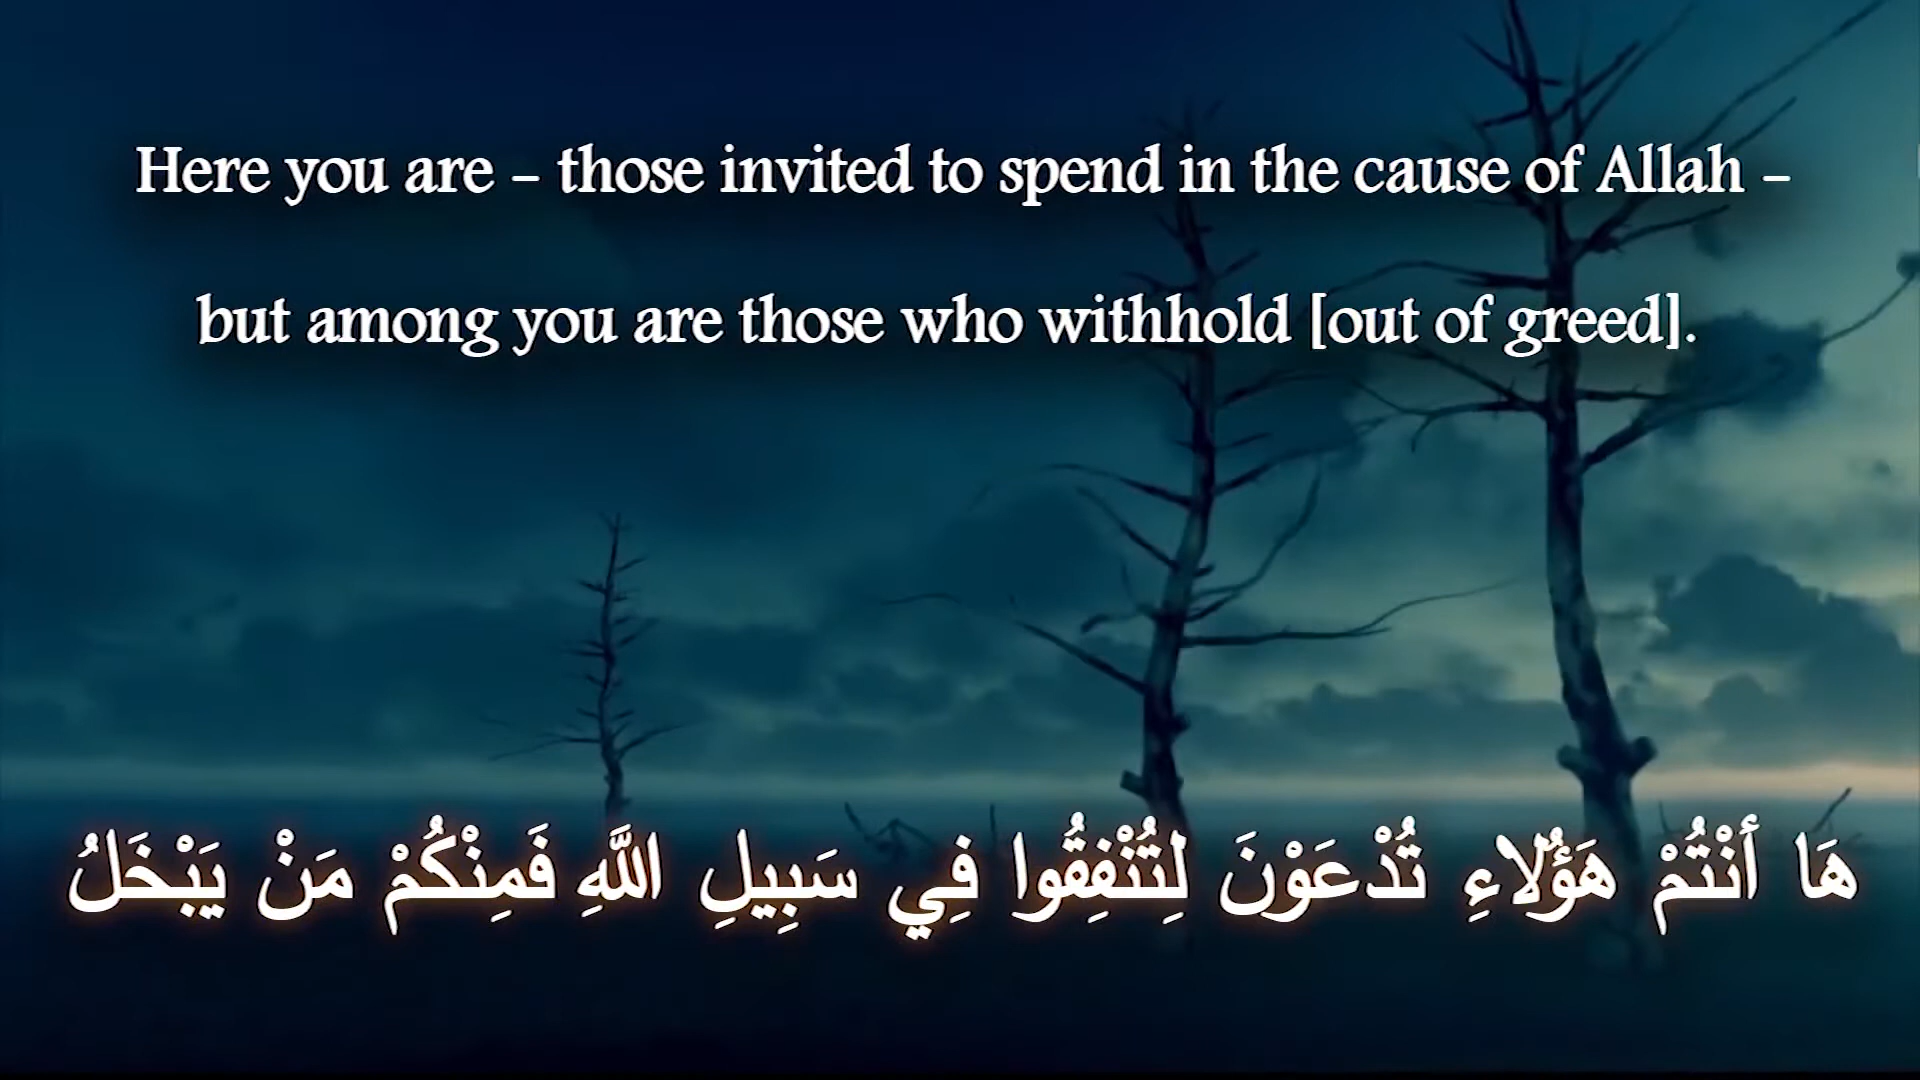 Here you are – those invited to spend in the cause of Allah –
but among you are those who withhold [out of greed].
هَا أَنْتُمْ هَؤُلَاءِ تُدْعَوْنَ لِتُنْفِقُوا فِي سَبِيلِ اللَّهِ فَمِنْكُمْ مَنْ يَبْخَلُ